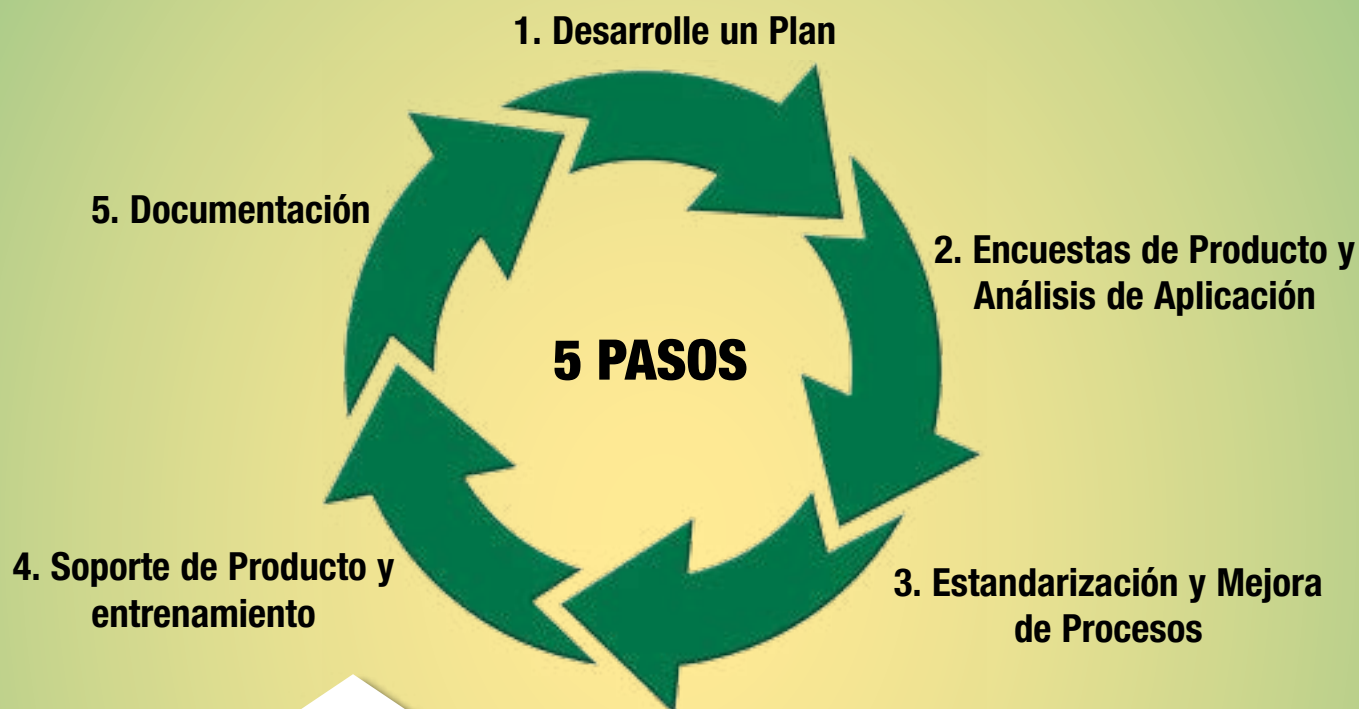 1. Desarrolle un Plan
2. Encuestas de Producto y
Análisis de Aplicación
3. Estandarización y Mejora
de Procesos
4. Soporte de Producto y
entrenamiento
5. Documentación
5 PASOS